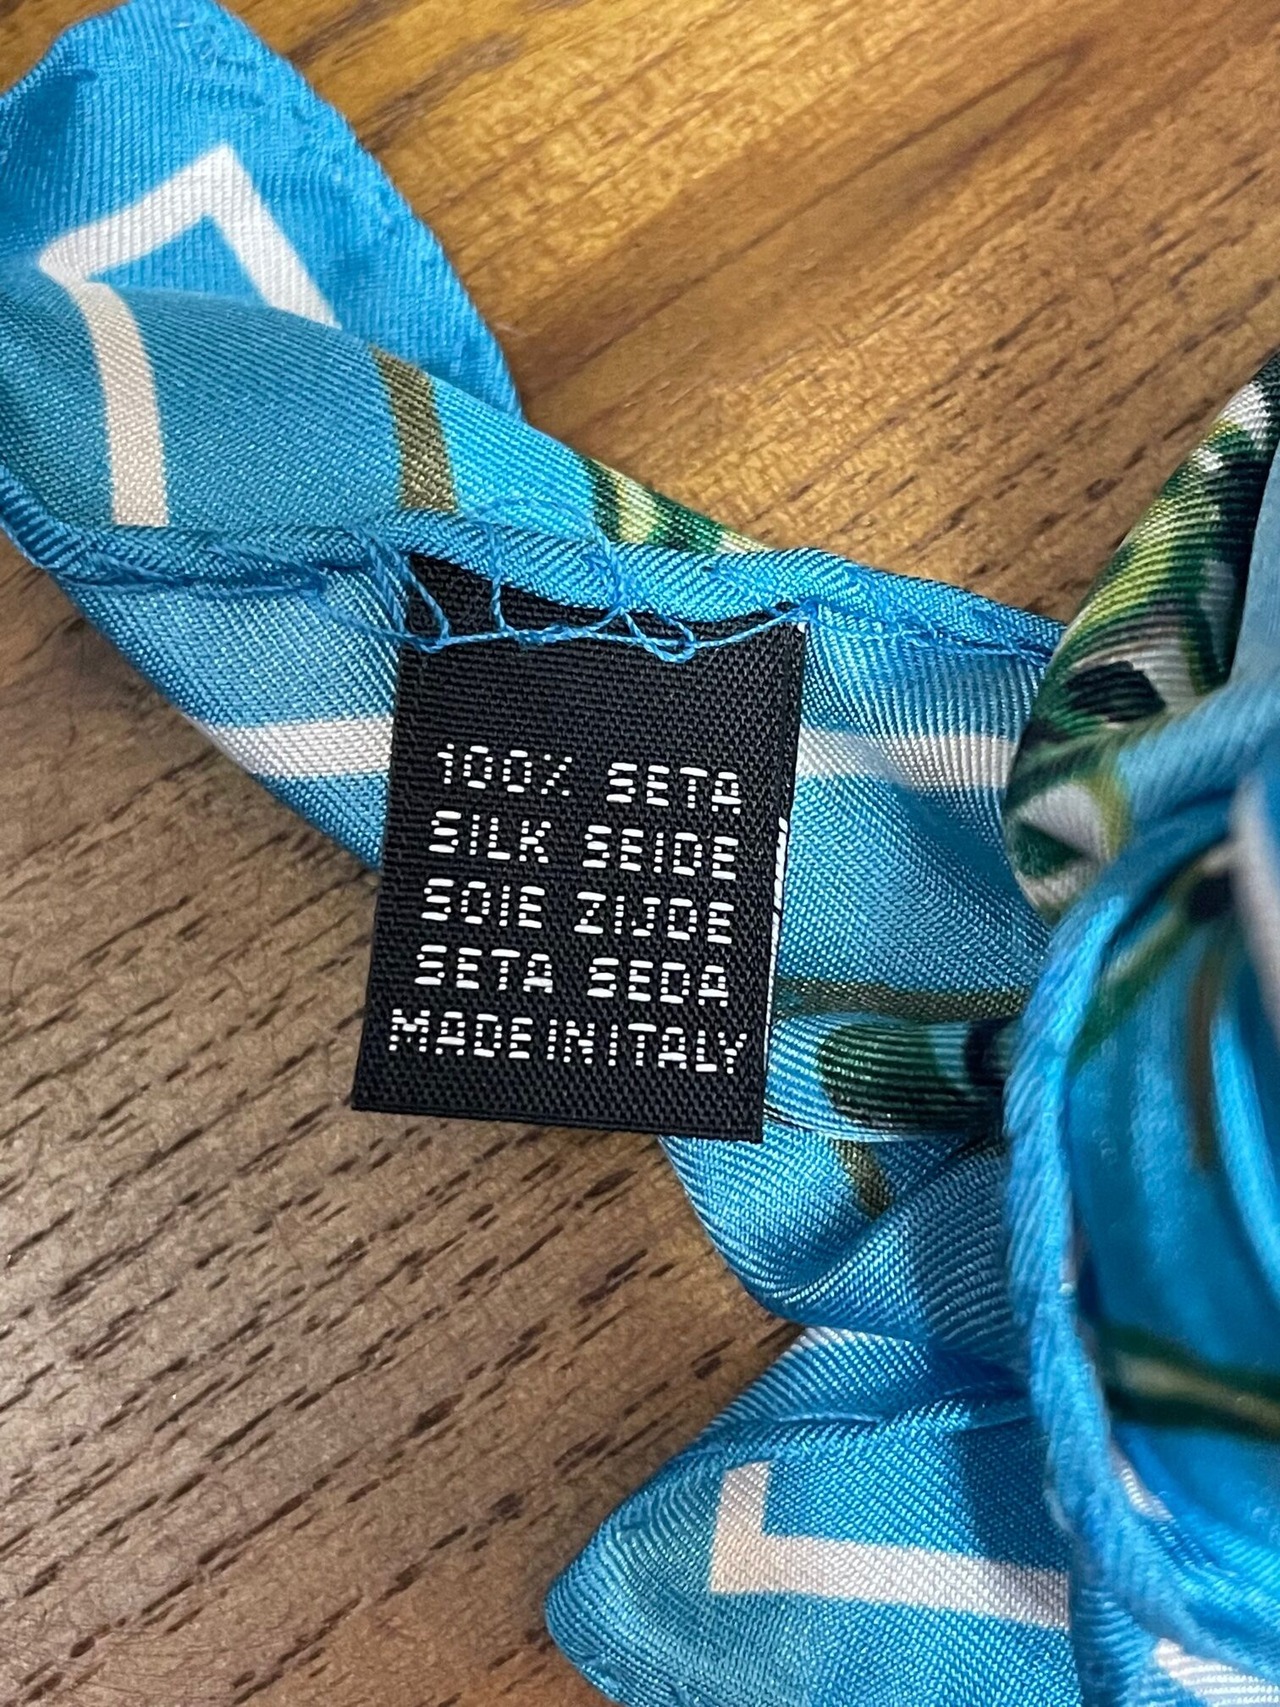 100% SETA
SILK SEIDE
SOIE ZIJDE
SETA SEDA
MADE IN ITALY